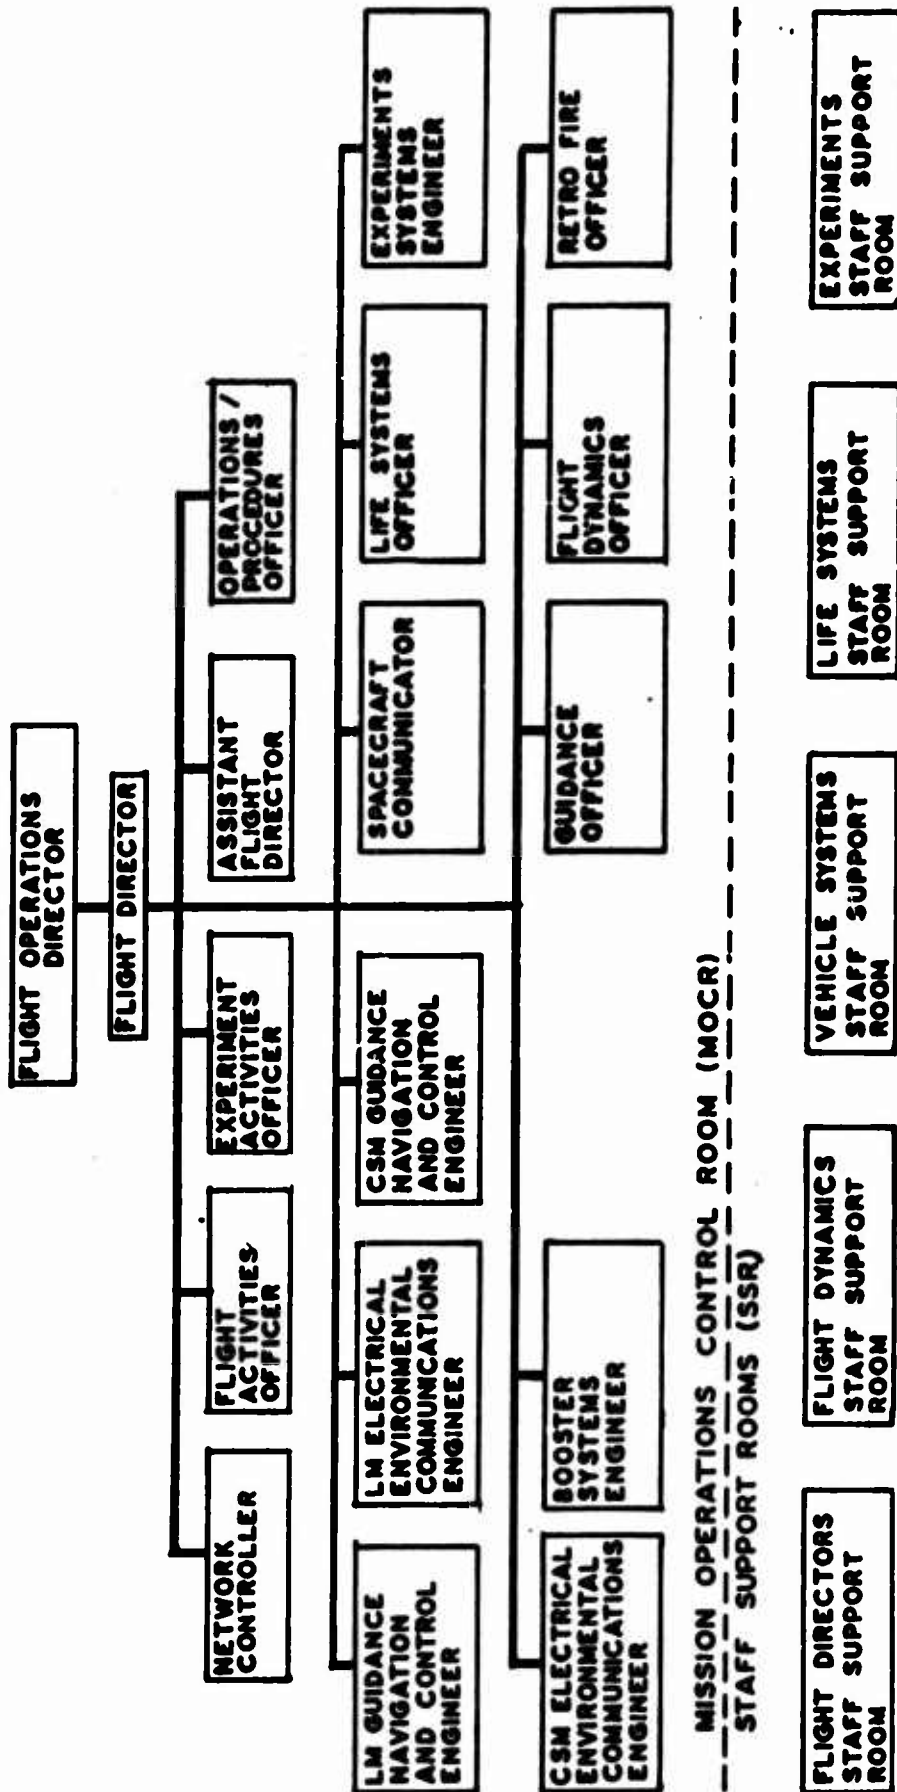 FLIGHT OPERATIONS
DIRECTOR
FLIGHT DIRECTOR
NETWORK
CONTROLLER
FLIGHT
ACTIVITIES
OFFICER
EXPERIMENT
ACTIVITIES
OFFICER
ASSISTANT
FLIGHT
DIRECTOR
OPERATIONS/
PROCEDURES
OFFICER
LM GUIDANCE
NAVIGATION
AND CONTROL
ENGINEER
LM ELECTRICAL
ENVIRONMENTAL
COMMUNICATIONS
ENGINEER
CSM GUIDANCE
NAVIGATION
AND CONTROL
ENGINEER
SPACECRAFT
COMMUNICATOR
LIFE SYSTEMS
OFFICER
EXPERIMENTS
SYSTEMS
ENGINEER
CSM ELECTRICAL
ENVIRONMENTAL
COMMUNICATIONS
ENGINEER
BOOSTER
SYSTEMS
ENGINEER
GUIDANCE
OFFICER
FLIGHT
DYNAMICS
OFFICER
RETRO FIRE
OFFICER
MISSION OPERATIONS CONTROL ROOM (MOCR)
STAFF SUPPORT ROOMS (SSR)
FLIGHT DIRECTORS
STAFF SUPPORT
ROOM
FLIGHT DYNAMICS
STAFF SUPPORT
ROOM
VEHICLE SYSTEMS
STAFF SUPPORT
ROOM
LIFE SYSTEMS
STAFF SUPPORT
ROOM
EXPERIMENTS
STAFF SUPPORT
ROOM